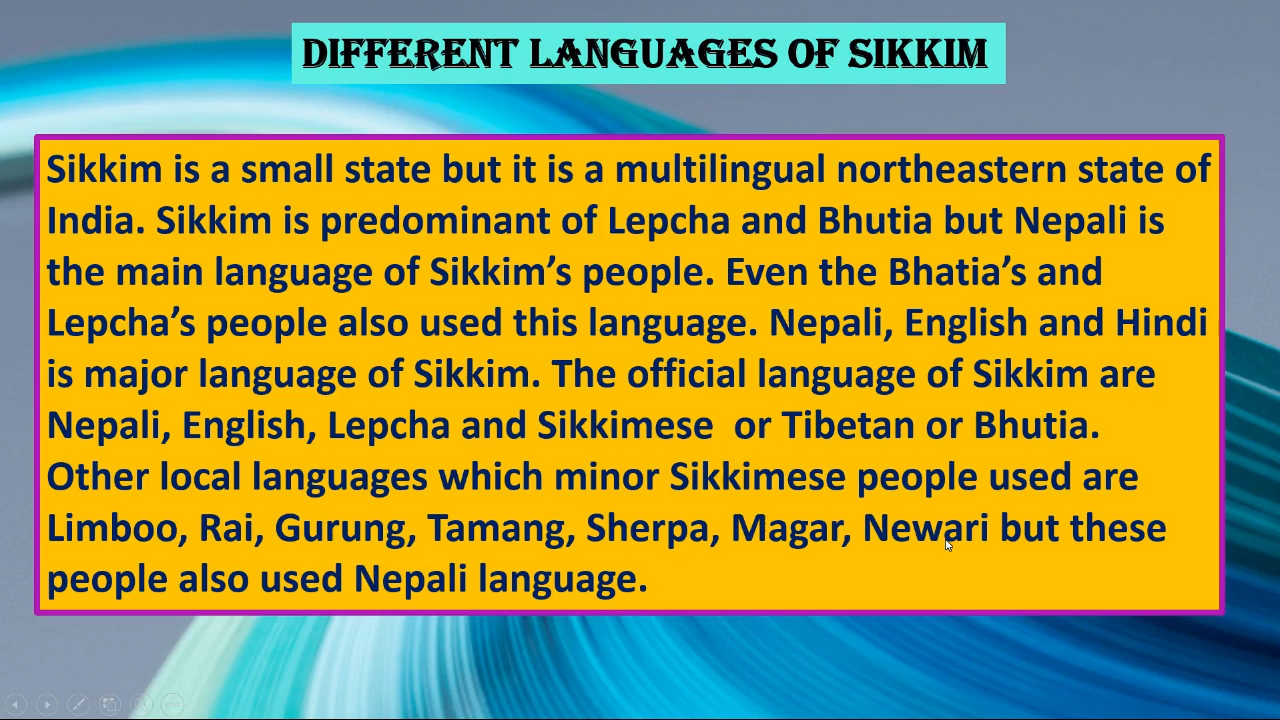 DIFFERENT LANGUAGES OF SIKKIM
Sikkim is a small state but it is a multilingual northeastern state of
India. Sikkim is predominant of Lepcha and Bhutia but Nepali is
the main language of Sikkim’s people. Even the Bhatia’s and
Lepcha’s people also used this language. Nepali, English and Hindi
is major language of Sikkim. The official language of Sikkim are
Nepali, English, Lepcha and Sikkimese  or Tibetan or Bhutia.
Other local languages which minor Sikkimese people used are
Limboo, Rai, Gurung, Tamang, Sherpa, Magar, Newari but these
people also used Nepali language.